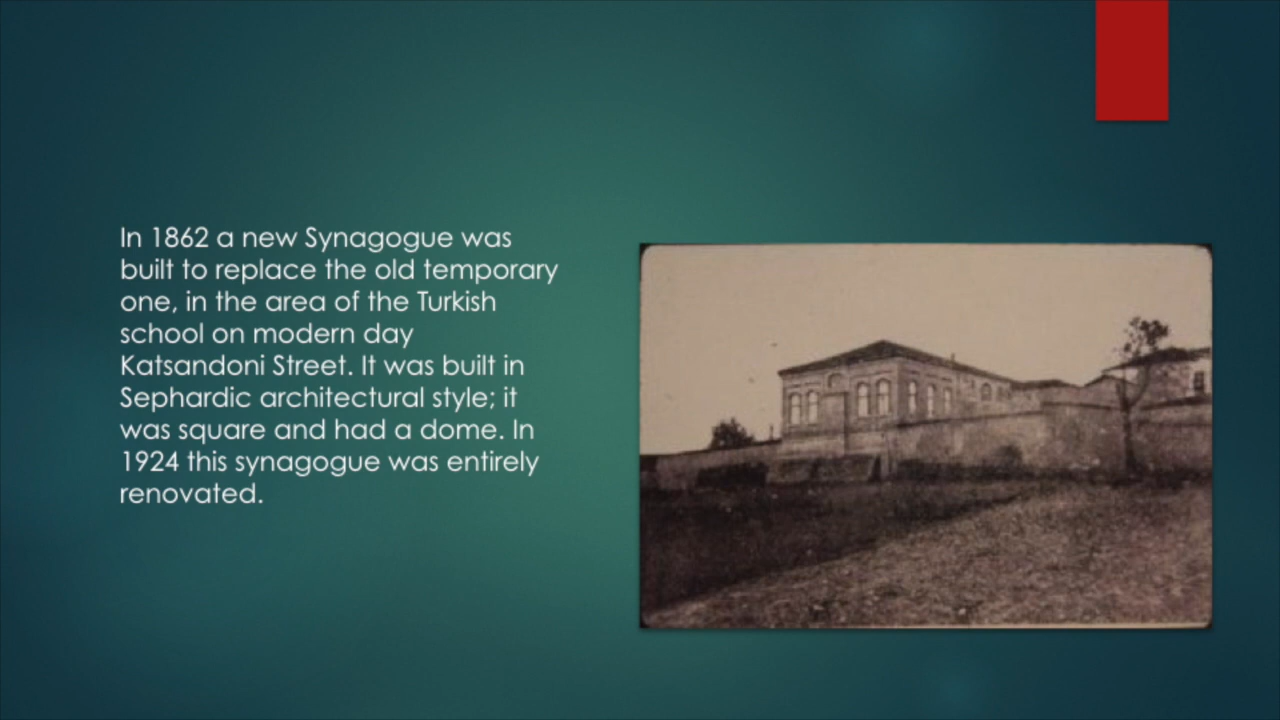 In 1862 a new Synagogue was
built to replace the old temporary
one, in the area of the Turkish
school on modern day
Katsandoni Street. It was built in
Sephardic architectural style; it
was square and had a dome. In
1924 this synagogue was entirely
renovated.